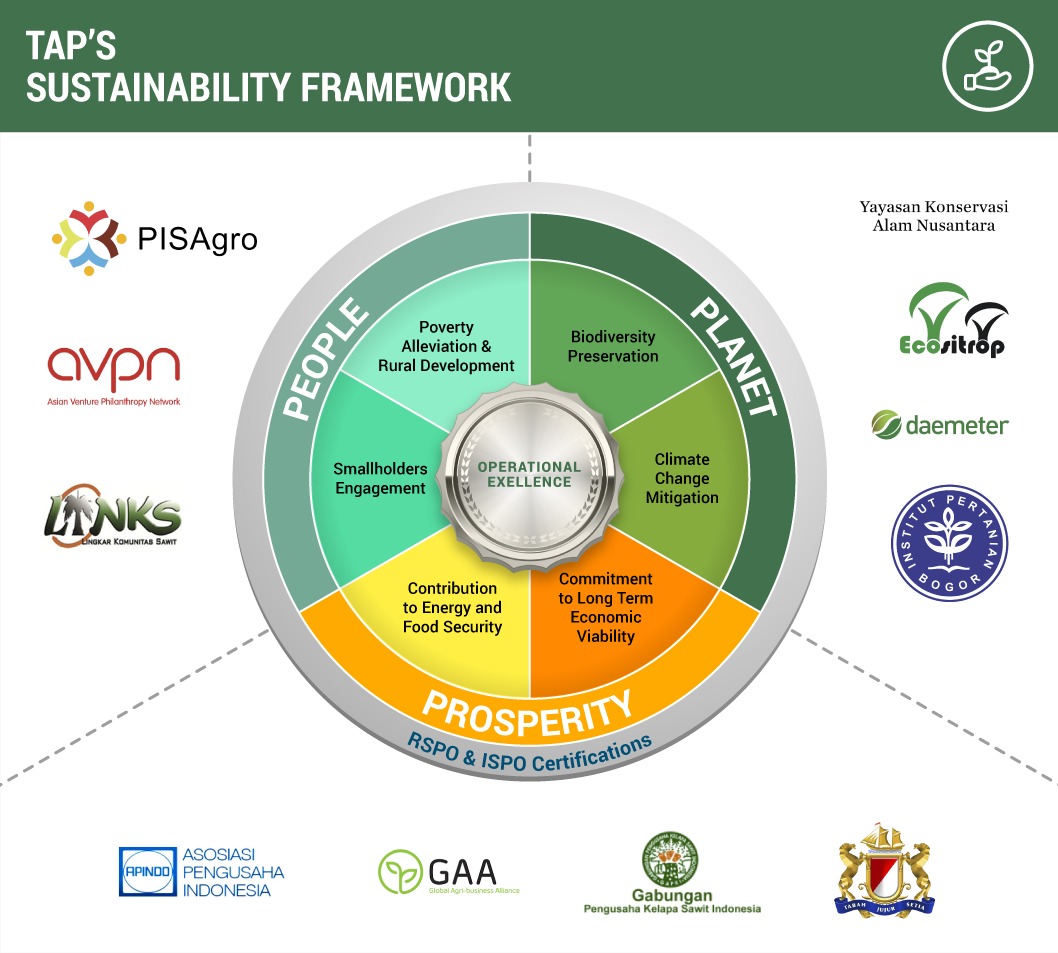 TAP'S
SUSTAINABILITY FRAMEWORK
PISAgro
avpn
Asian Venture Philanthropy Network
LINKS
LINGKAR KOMUNITAS SAWIT
PEOPLE
Poverty
Alleviation &
Rural Development
Smallholders
Engagement
PLANET
Biodiversity
Preservation
Climate
Change
Mitigation
OPERATIONAL
EXELLENCE
Contribution
to Energy and
Food Security
Commitment
to Long Term
Economic
Viability
PROSPERITY
RSPO & ISPO Certifications
Yayasan Konservasi
Alam Nusantara
Ecositrop
daemeter
INSTITUT PERTANIAN
BOGOR
APINDO
ASOSIASI
PENGUSAHA
INDONESIA
GAA
Global Agri-business Alliance
Gabungan
Pengusaha Kelapa Sawit Indonesia
TABAH JUJUR SETIA